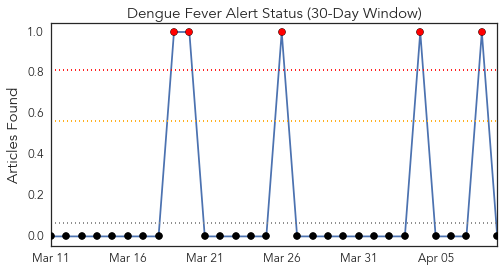 Dengue Fever Alert Status (30-Day Window)
Articles Found
1.0
0.8
0.6
0.4
0.2
0.0
Mar 11 Mar 16 Mar 21 Mar 26 Mar 31 Apr 05